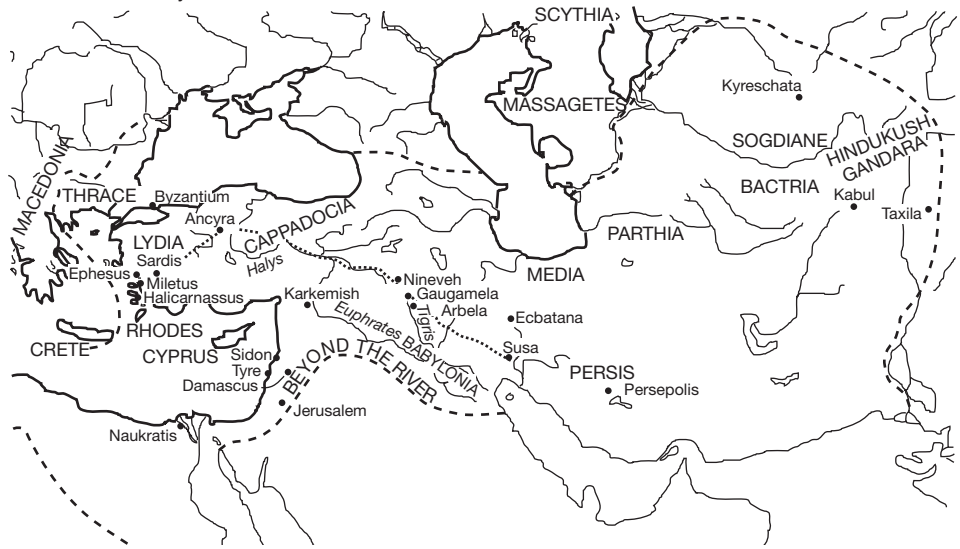 SCYTHIA
Kyreschata
MASSAGETES
SOGDIANE
HINDUKUSH
GANDARA
MACEDONIA
BACTRIA
THRACE
Byzantium
Kabul
Ancyra
CAPPADOCIA
Taxila
LYDIA
PARTHIA
Sardis
Halys
Ephesus
MEDIA
Nineveh
Miletus
Karkemish
Gaugamela
Halicarnassus
Arbela
Tigris
Euphrates
Ecbatana
RHODES
BABYLONIA
CRETE
CYPRUS
Sidon
Susa
Tyre
BEYOND THE RIVER
PERSIS
Damascus
Persepolis
Jerusalem
Naukratis